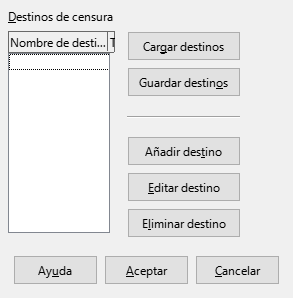 Destinos de censura
Nombre de desti... T
Cargar destinos
Guardar destinos
Añadir destino
Editar destino
Eliminar destino
Ayuda
Aceptar
Cancelar